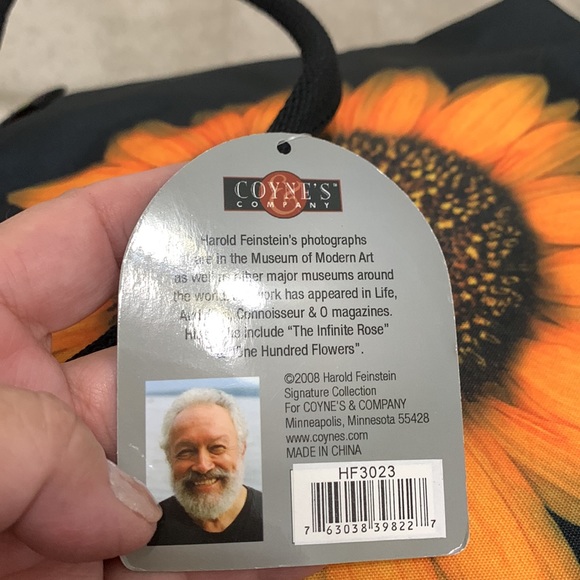 COYNE'S™
&
COMPANY
Harold Feinstein's photographs
are in the Museum of Modern Art
as well as other major museums around
the world. work has appeared in Life,
Connoisseur & O magazines.
include "The Infinite Rose"
"One Hundred Flowers".
©2008 Harold Feinstein
Signature Collection
For COYNE'S & COMPANY
Minneapolis, Minnesota 55428
www.coynes.com
MADE IN CHINA
HF3023
7 63038 39822 7